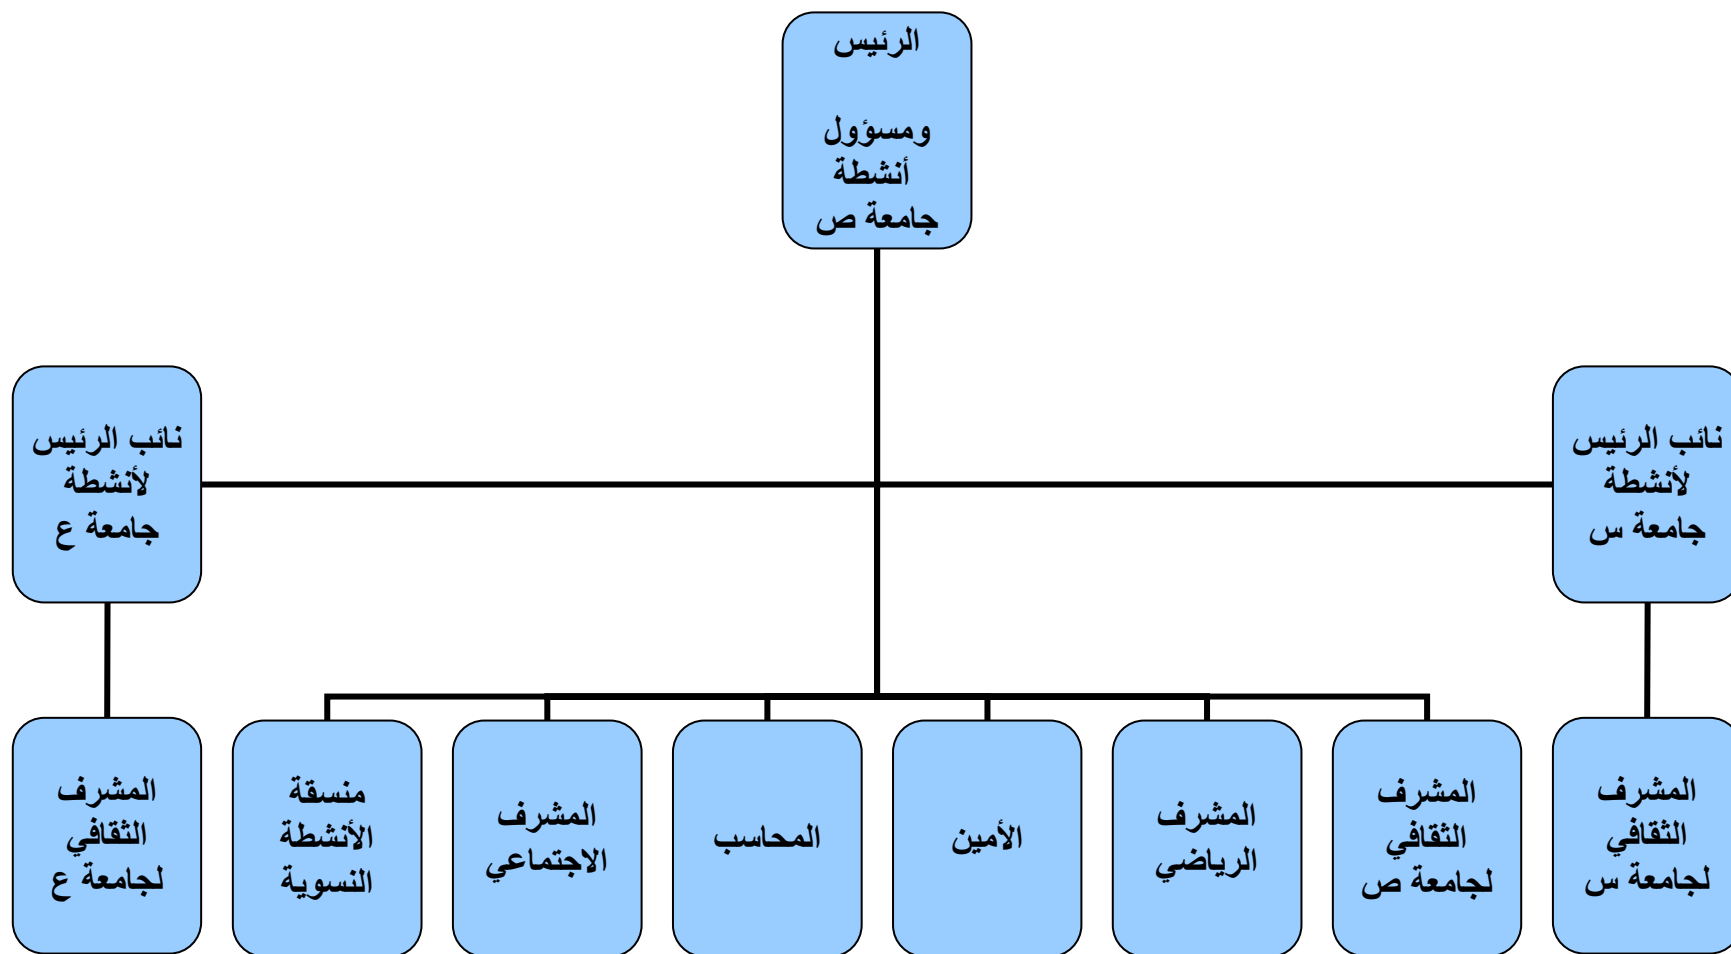 الرئيس
ومسؤول
أنشطة
جامعة ص
نائب الرئيس
لأنشطة
جامعة س
نائب الرئيس
لأنشطة
جامعة ع
المشرف
الثقافي
لجامعة س
المشرف
الثقافي
لجامعة ص
المشرف
الرياضي
الأمين
المحاسب
المشرف
الاجتماعي
منسقة
الأنشطة
النسوية
المشرف
الثقافي
لجامعة ع